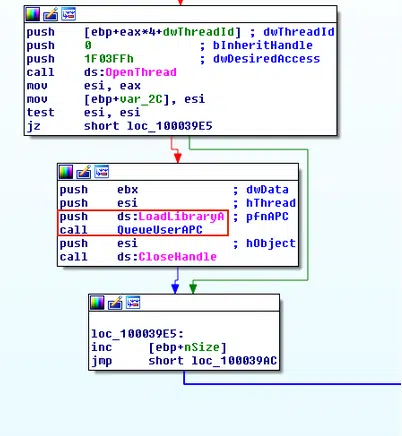 push [ebp+eax*4+dwThreadId] ; dwThreadId
push 0 ; bInheritHandle
push 1F03FFh ; dwDesiredAccess
call ds:OpenThread
mov esi, eax
mov [ebp+var_2C], esi
test esi, esi
jz short loc_100039E5
push ebx ; dwData
push esi ; hThread
push ds:LoadLibraryA ; pfnAPC
call QueueUserAPC
push esi ; hObject
call ds:CloseHandle
loc_100039E5:
inc [ebp+nSize]
jmp short loc_100039AC